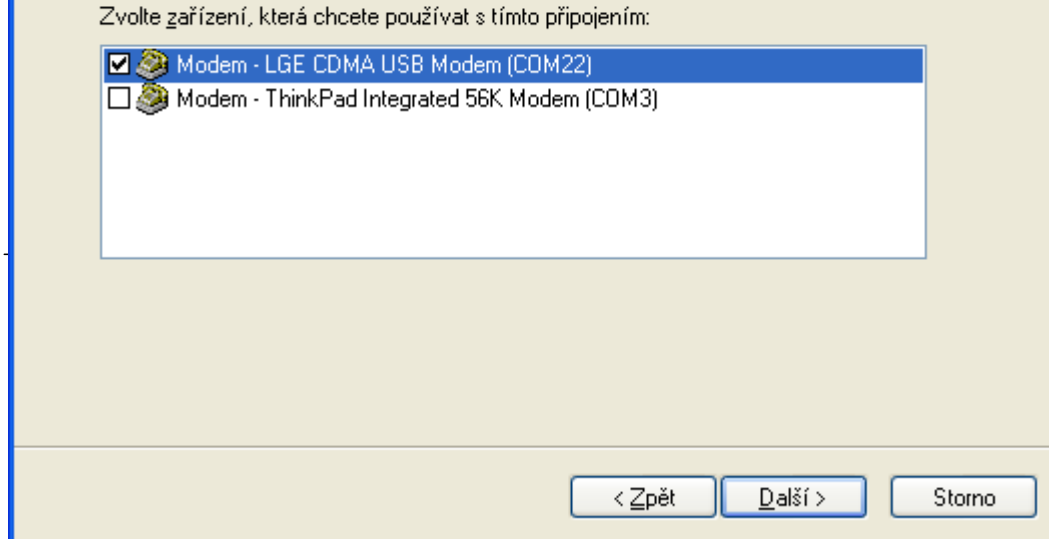 Zvolte zařízení, která chcete používat s tímto připojením:
Modem - LGE CDMA USB Modem (COM22)
Modem - ThinkPad Integrated 56K Modem (COM3)
< Zpět Další > Storno